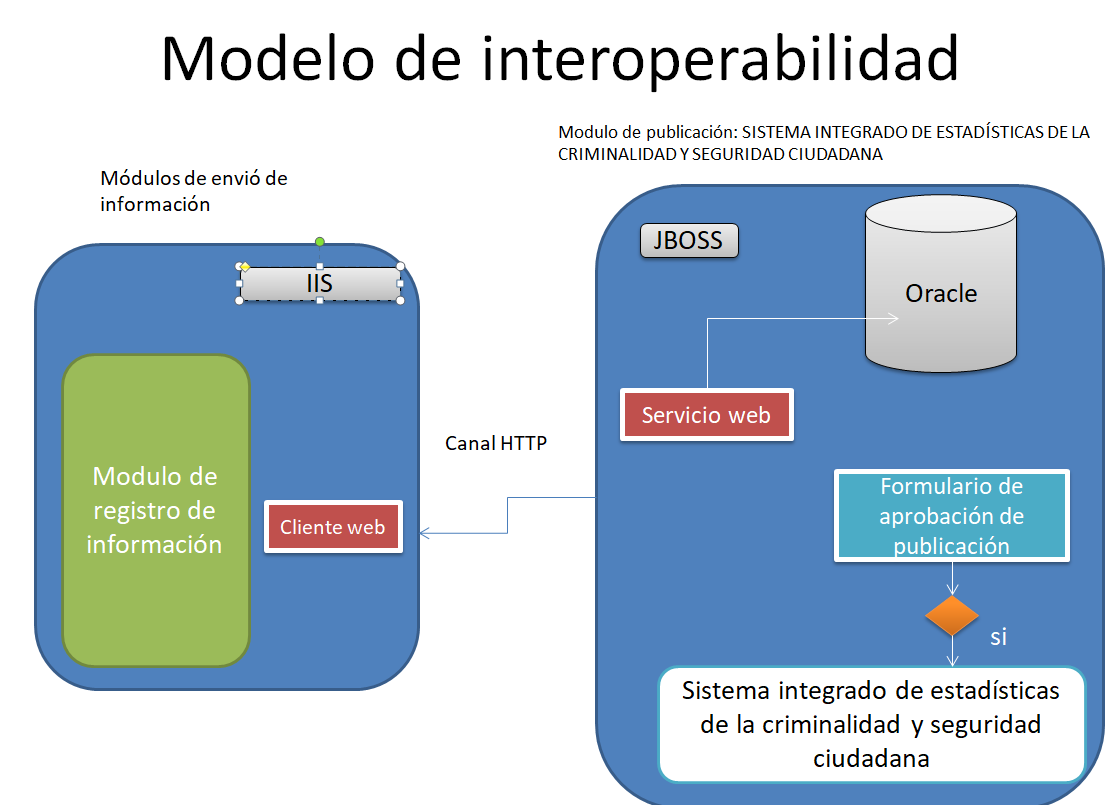 Modelo de interoperabilidad
Modulo de publicación: SISTEMA INTEGRADO DE ESTADÍSTICAS DE LA
CRIMINALIDAD Y SEGURIDAD CIUDADANA
Módulos de envió de
información
IIS
JBOSS
Oracle
Servicio web
Canal HTTP
Modulo de
registro de
información
Cliente web
Formulario de
aprobación de
publicación
si
Sistema integrado de estadísticas
de la criminalidad y seguridad
ciudadana